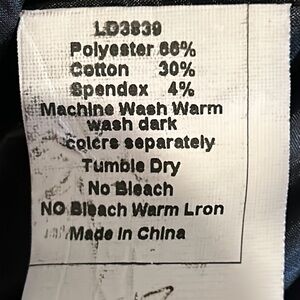 LD3839
Polyester 66%
Cotton 30%
Spendex 4%
Machine Wash Warm
wash dark
colcrs separately
Tumble Dry
No Bleach
NO Bleach Warm Lron
Made in China